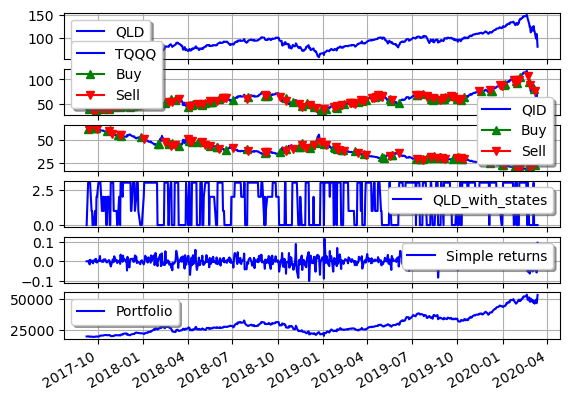 150
100
QLD
TQQQ
Buy
Sell
100
50
QID
Buy
Sell
50
25
2.5
0.0
QLD_with_states
0.1
0.0
−0.1
Simple returns
50000
25000
Portfolio
2017-10
2018-01
2018-04
2018-07
2018-10
2019-01
2019-04
2019-07
2019-10
2020-01
2020-04